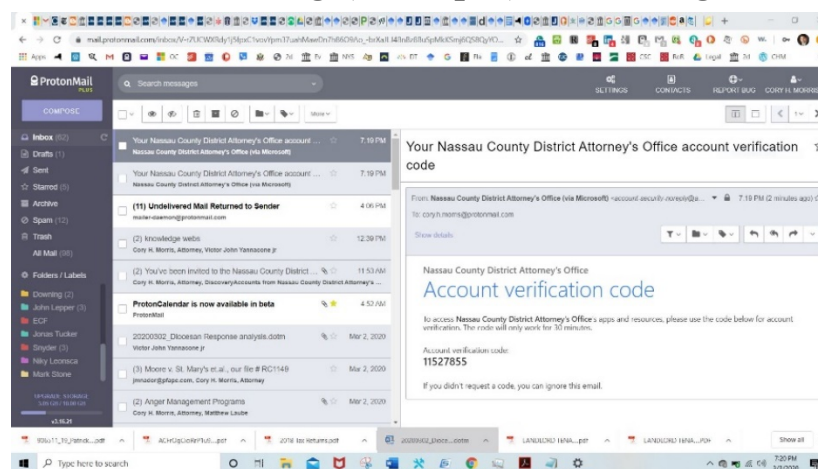 mail.protonmail.com/inbox/
Apps
ProtonMail
PLUS
Search messages
SETTINGS
CONTACTS
REPORT BUG
CORY H. MORRIS
COMPOSE
More
Inbox (62)
Drafts (1)
Sent
Starred (5)
Archive
Spam (12)
Trash
All Mail (98)
Folders / Labels
Downing (2)
John Lepper (3)
ECF
Jonas Tucker
Snyder (3)
Niky Leonsca
Mark Stone
v3.16.21
Your Nassau County District Attorney's Office account ... 7:19 PM
Nassau County District Attorney's Office (via Microsoft)
Your Nassau County District Attorney's Office account ... 7:19 PM
Nassau County District Attorney's Office (via Microsoft)
(11) Undelivered Mail Returned to Sender 4:06 PM
mailer-daemon@protonmail.com
(2) knowledge webs 12:39 PM
Cory H. Morris, Attorney, Victor John Yannacone jr
(2) You've been invited to the Nassau County District ... 11:53 AM
Cory H. Morris, Attorney, DiscoveryAccounts from Nassau County District Attorney's ...
ProtonCalendar is now available in beta 4:52 AM
ProtonMail
20200302_Diocesan Response analysis.dotm Mar 2, 2020
Victor John Yannacone jr
(3) Moore v. St. Mary's et.al., our file # RC1149 Mar 2, 2020
jmnador@pfapc.com, Cory H. Morris, Attorney
(2) Anger Management Programs Mar 2, 2020
Cory H. Morris, Attorney, Matthew Laube
Your Nassau County District Attorney's Office account verification
code
From: Nassau County District Attorney's Office (via Microsoft) 7:19 PM (2 minutes ago)
To: cory.h.morris@protonmail.com
Show details
Nassau County District Attorney's Office
Account verification code
To access Nassau County District Attorney's Office's apps and resources, please use the code below for account
verification. The code will only work for 30 minutes.
Account verification code:
11527855
If you didn't request a code, you can ignore this email.
2018 Tax Returns.pdf
Show all
Type here to search
7:20 PM